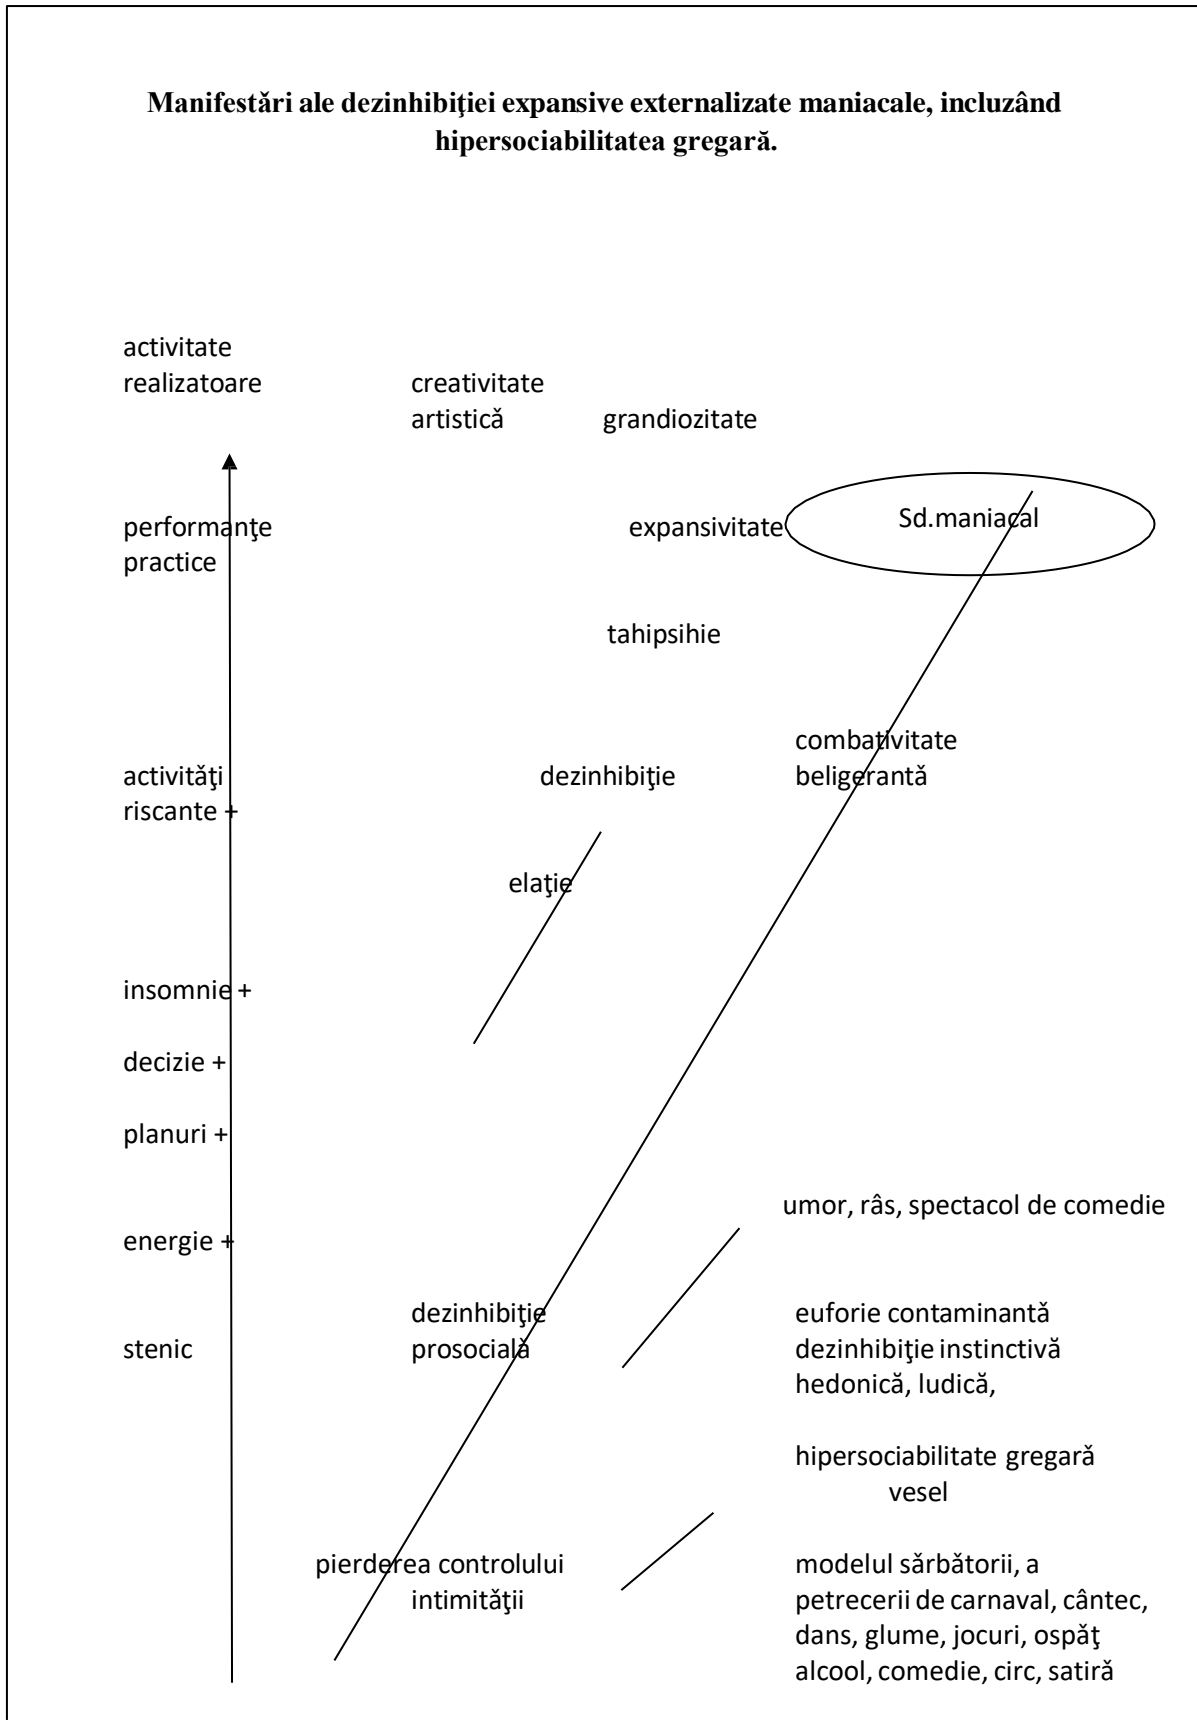 Manifestări ale dezinhibiţiei expansive externalizate maniacale, incluzând
hipersociabilitatea gregară.
activitate
realizatoare
creativitate
artistică
grandiozitate
performanţe
practice
expansivitate
Sd.maniacal
tahipsihie
combativitate
beligerantă
activităţi
riscante +
dezinhibiţie
elaţie
insomnie +
decizie +
planuri +
umor, râs, spectacol de comedie
energie +
dezinhibiţie
prosocială
stenic
euforie contaminantă
dezinhibiţie instinctivă
hedonică, ludică,
hipersociabilitate gregară
vesel
pierderea controlului
intimităţii
modelul sărbătorii, a
petrecerii de carnaval, cântec,
dans, glume, jocuri, ospăţ
alcool, comedie, circ, satiră